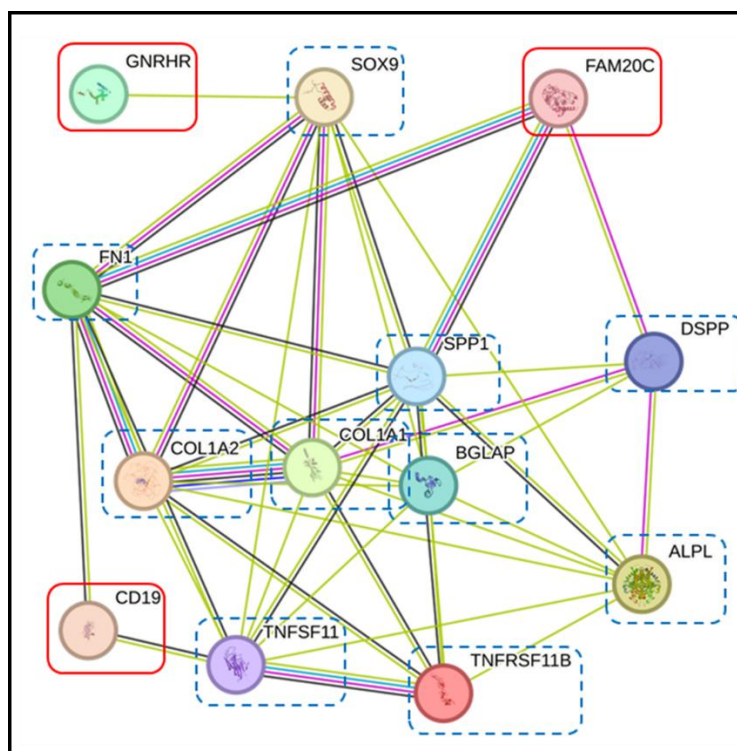 GNRHR
SOX9
FAM20C
FN1
SPP1
DSPP
COL1A2
COL1A1
BGLAP
ALPL
CD19
TNFSF11
TNFRSF11B